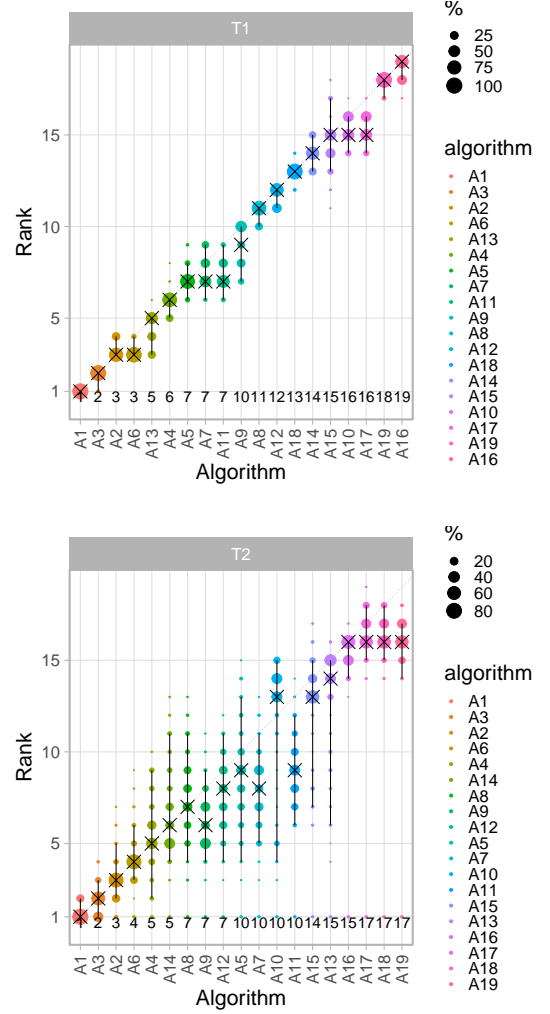 T1
%
25
50
75
100
15
10
5
1
Rank
1 2 3 3 5 6 7 7 7 10 11 12 13 14 15 16 16 18 19
A1 A3 A2 A6 A13 A4 A5 A7 A11 A9 A8 A12 A18 A14 A15 A10 A17 A19 A16
Algorithm
algorithm
A1
A3
A2
A6
A13
A4
A5
A7
A11
A9
A8
A12
A18
A14
A15
A10
A17
A19
A16
T2
%
20
40
60
80
15
10
5
1
Rank
1 2 3 4 5 5 7 7 7 10 10 10 10 14 15 15 17 17 17
A1 A3 A2 A6 A4 A14 A8 A9 A12 A5 A7 A10 A11 A15 A13 A16 A17 A18 A19
Algorithm
algorithm
A1
A3
A2
A6
A4
A14
A8
A9
A12
A5
A7
A10
A11
A15
A13
A16
A17
A18
A19